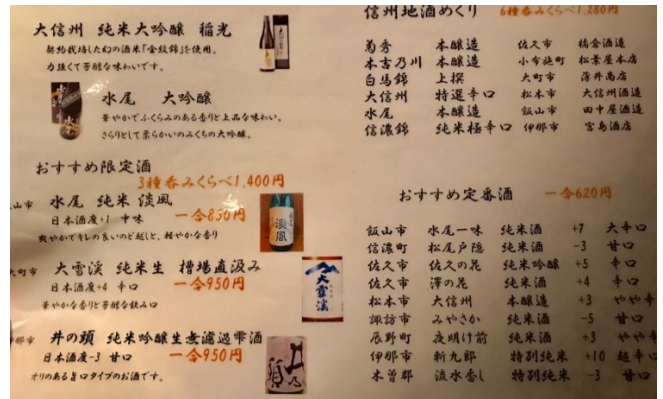 大信州 純米大吟醸 稲光
契約栽培した幻の酒米「金紋錦」を使用。
力強くて芳醇な味わいです。
水尾 大吟醸
華やかでふくらみのある香りと上品な味わい。
さらりとして柔らかいのみくちの大吟醸。
おすすめ限定酒
3種呑みくらべ1,400円
山市 水尾 純米 淡風
日本酒度+1 中味 一合850円
爽やかでキレの良いのど越しと、軽やかな香り
淡風
大町市 大雪渓 純米生 槽場直汲み
日本酒度+4 辛口 一合950円
華やかな香りと芳醇な飲み口
大雪渓
那市 井の頭 純米吟醸生無濾過雫酒
日本酒度-3 甘口 一合950円
オリのある旨口タイプのお酒です。
井の頭
信州地酒めぐり 6種呑みくらべ1,280円
菊秀 本醸造 佐久市 橘倉酒造
本吉乃川 本醸造 小布施町 松葉屋本店
白馬錦 上撰 大町市 薄井商店
大信州 特選辛口 松本市 大信州酒造
水尾 本醸造 飯山市 田中屋酒造
信濃錦 純米極辛口 伊那市 宮島酒店
おすすめ定番酒 一合620円
飯山市 水尾一味 純米酒 +7 大辛口
信濃町 松尾戸隠 純米酒 -3 甘口
佐久市 佐久の花 純米吟醸 +5 辛口
佐久市 澤の花 純米酒 +4 辛口
松本市 大信州 本醸造 +3 やや辛
諏訪市 みやさか 純米酒 -5 甘口
辰野町 夜明け前 純米酒 +3 やや辛
伊那市 斬九郎 特別純米 +10 超辛口
木曽郡 流水香し 特別純米 -3 甘口